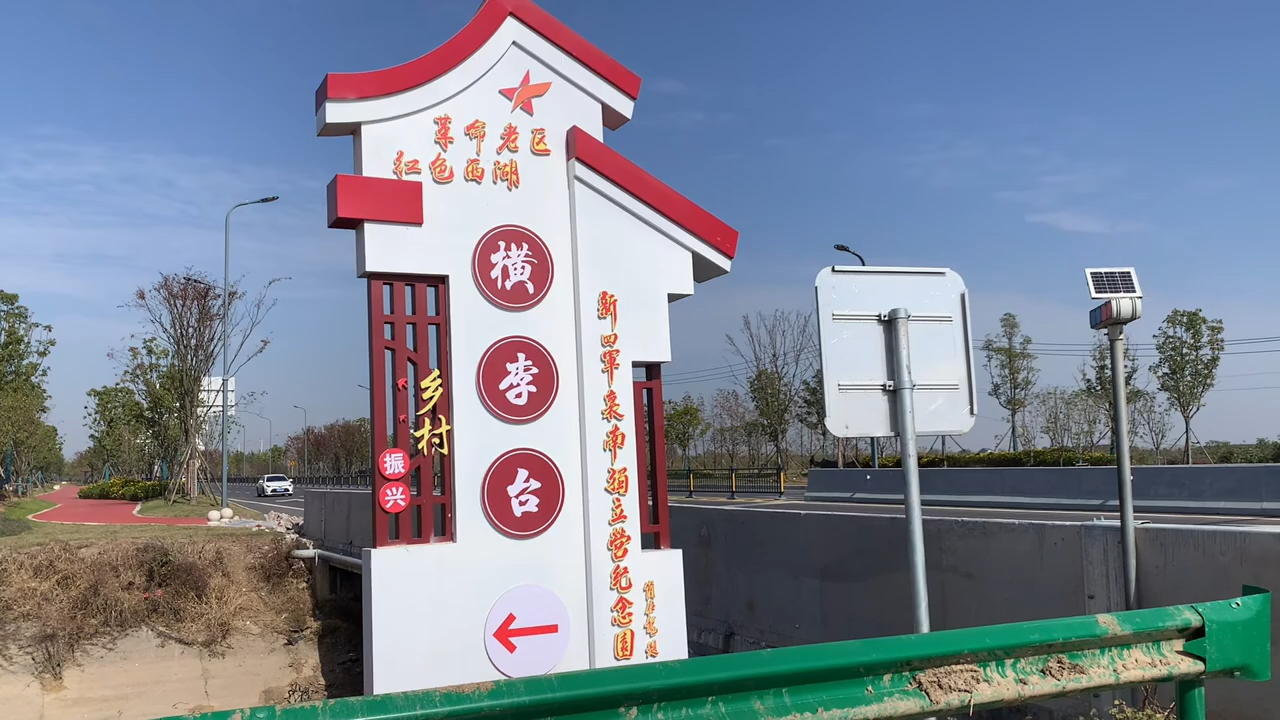 革命老区
红色西湖
横李台
乡村
振兴
新四军襄南独立营纪念园